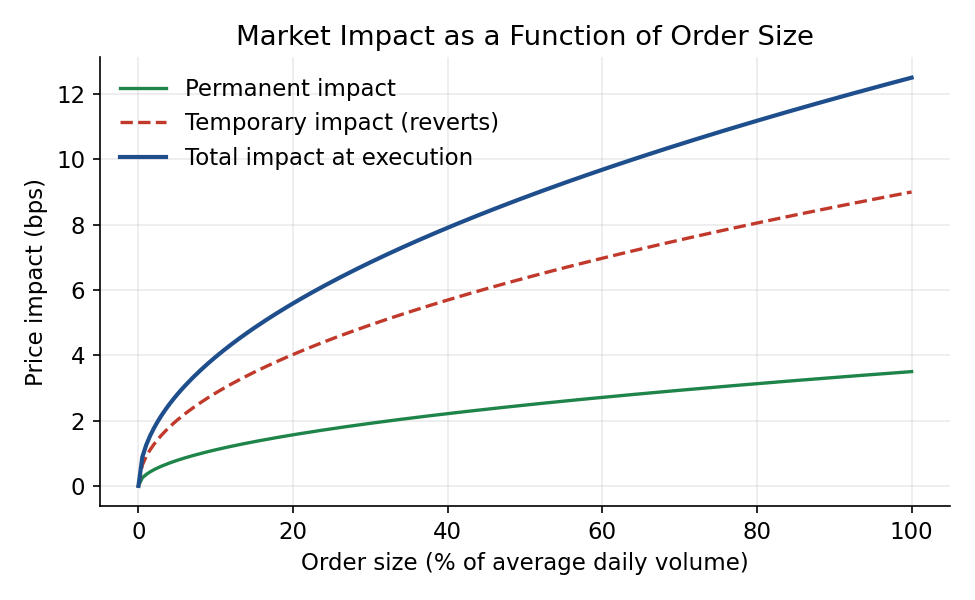 Market Impact as a Function of Order Size
Permanent impact
Temporary impact (reverts)
Total impact at execution
Price impact (bps)
12
10
8
6
4
2
0
0 20 40 60 80 100
Order size (% of average daily volume)